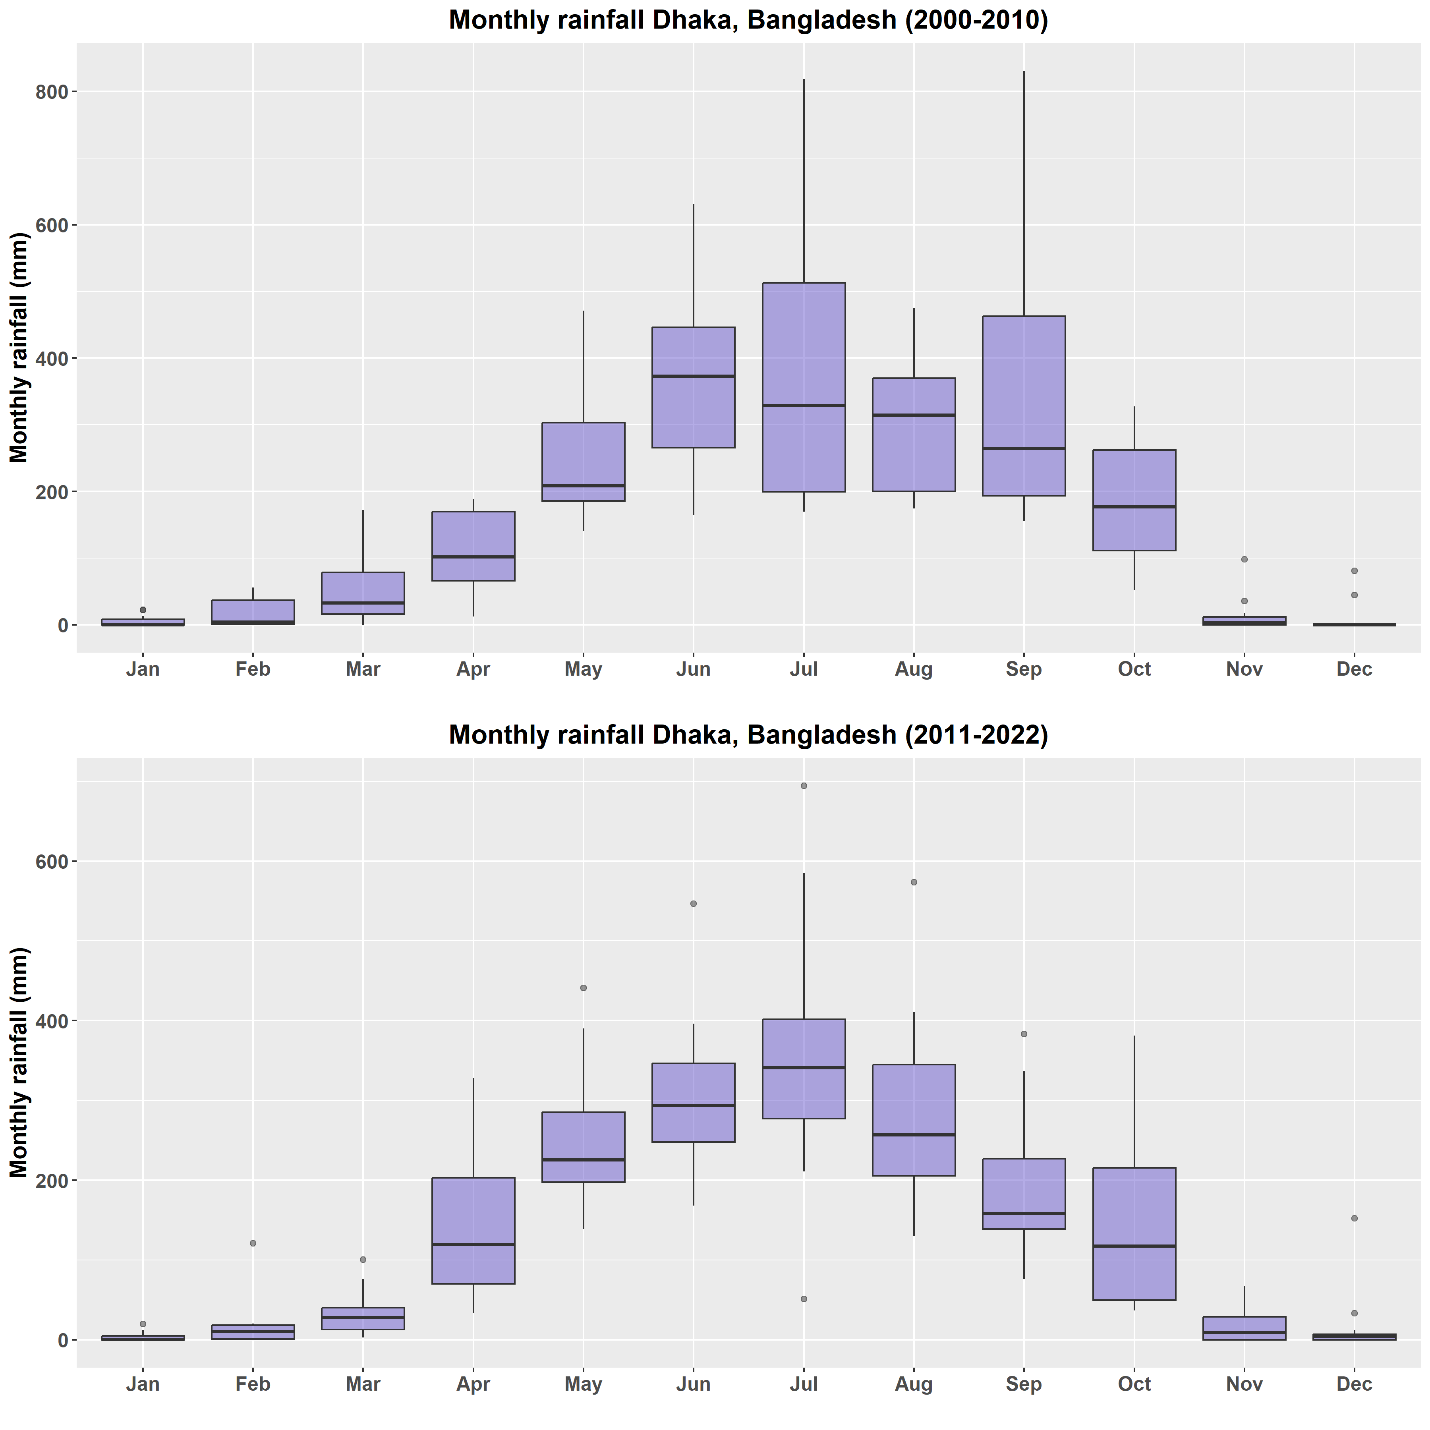 Monthly rainfall Dhaka, Bangladesh (2000-2010)
Monthly rainfall (mm)
800
600
400
200
0
Jan Feb Mar Apr May Jun Jul Aug Sep Oct Nov Dec
Monthly rainfall Dhaka, Bangladesh (2011-2022)
Monthly rainfall (mm)
600
400
200
0
Jan Feb Mar Apr May Jun Jul Aug Sep Oct Nov Dec